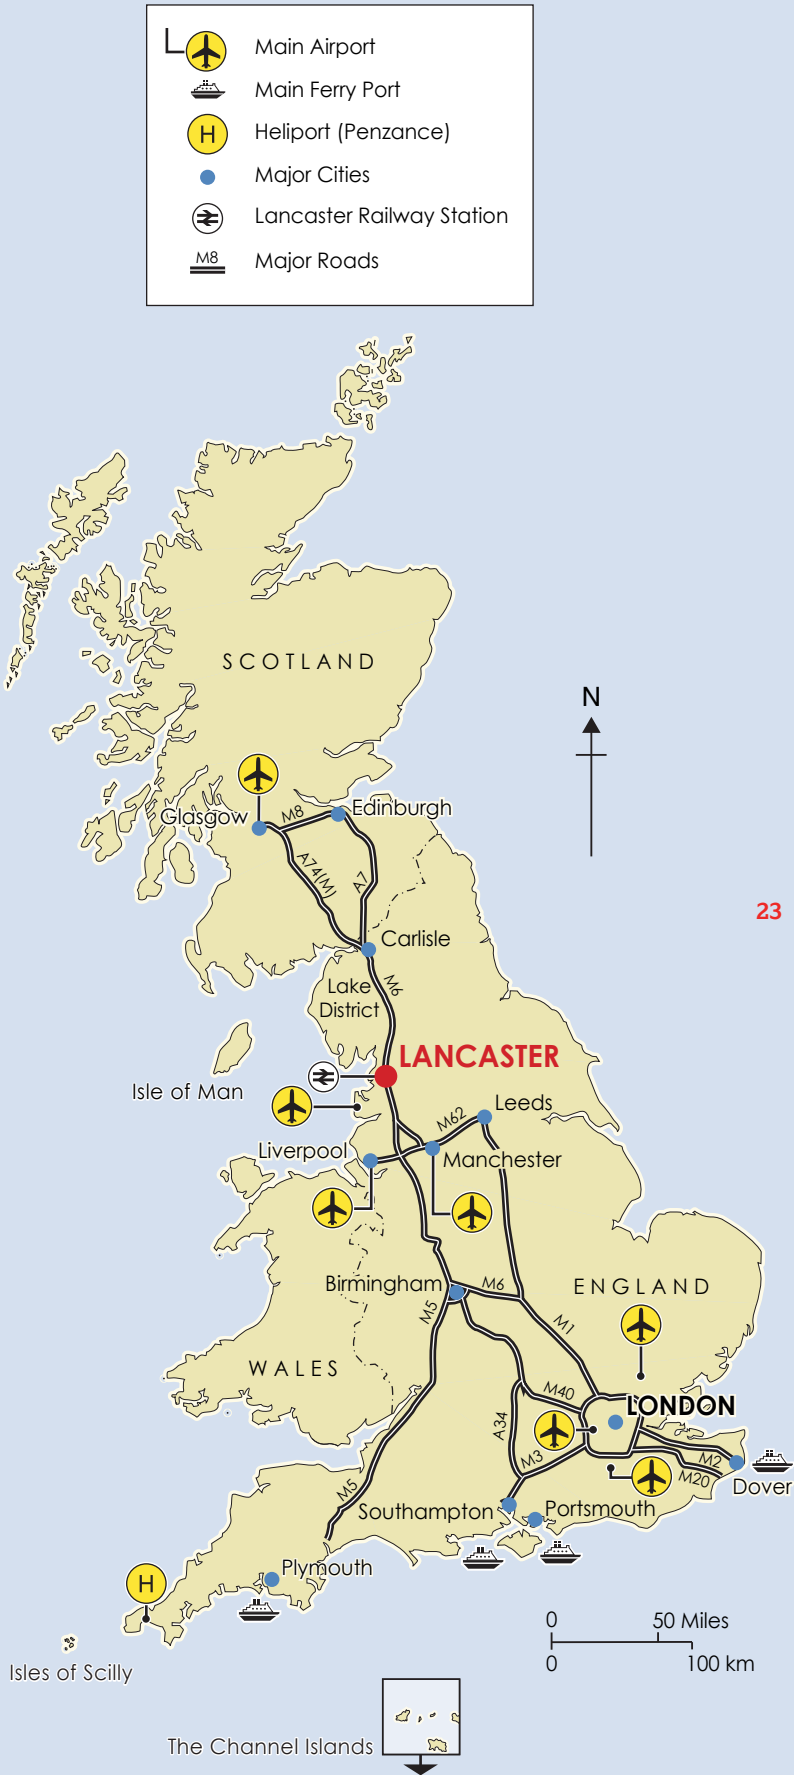 Main Airport
Main Ferry Port
H
Heliport (Penzance)
Major Cities
Lancaster Railway Station
M8
Major Roads
SCOTLAND
N
Glasgow
M8
Edinburgh
A74(M)
A7
23
Carlisle
M6
Lake
District
LANCASTER
Isle of Man
Leeds
M62
Liverpool
Manchester
Birmingham
M6
ENGLAND
M5
M1
WALES
M40
LONDON
A34
M3
M2
M20
Dover
M5
Southampton
Portsmouth
Plymouth
H
0
50 Miles
0
100 km
Isles of Scilly
The Channel Islands